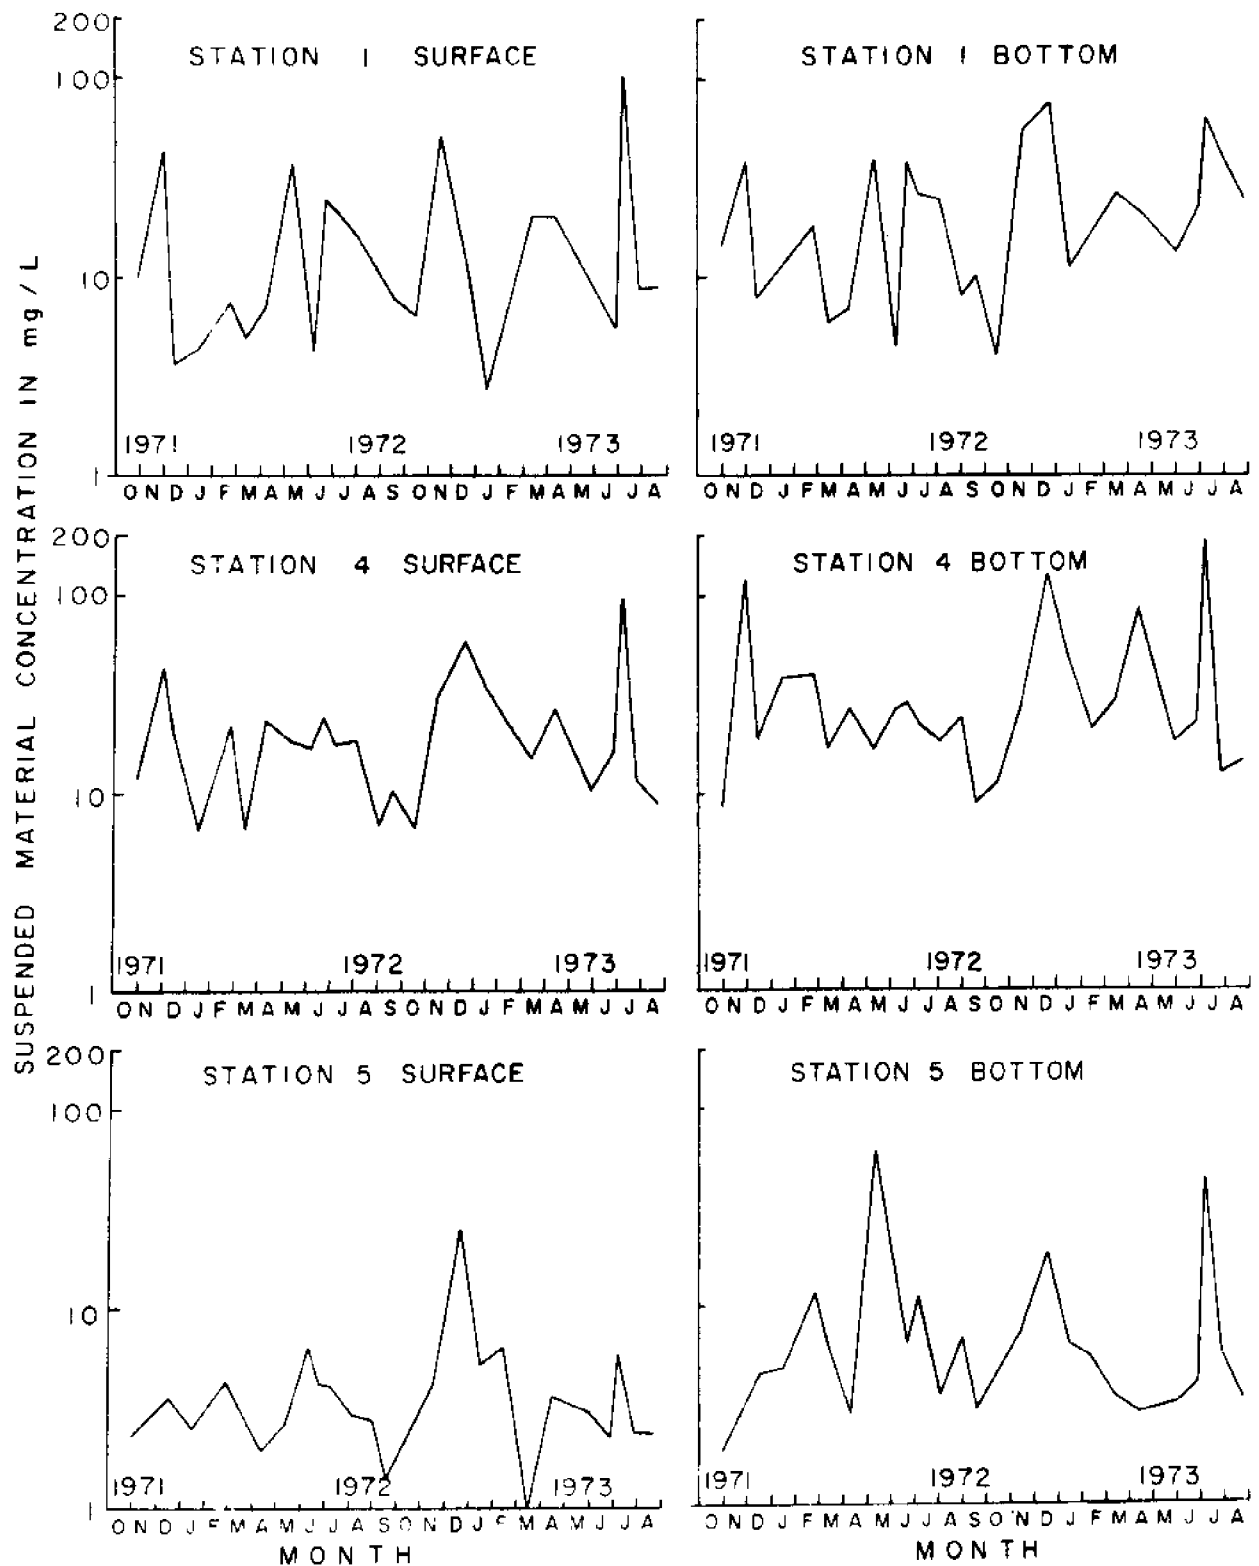 SUSPENDED MATERIAL CONCENTRATION IN mg/L
STATION 1 SURFACE
200
100
10
1
1971 1972 1973
O N D J F M A M J J A S O N D J F M A M J J A
STATION 1 BOTTOM
1971 1972 1973
O N D J F M A M J J A S O N D J F M A M J J A
STATION 4 SURFACE
200
100
10
1
1971 1972 1973
O N D J F M A M J J A S O N D J F M A M J J A
STATION 4 BOTTOM
1971 1972 1973
O N D J F M A M J J A S O N D J F M A M J J A
STATION 5 SURFACE
200
100
10
1
1971 1972 1973
O N D J F M A M J J A S O N D J F M A M J J A
MONTH
STATION 5 BOTTOM
1971 1972 1973
O N D J F M A M J J A S O N D J F M A M J J A
MONTH